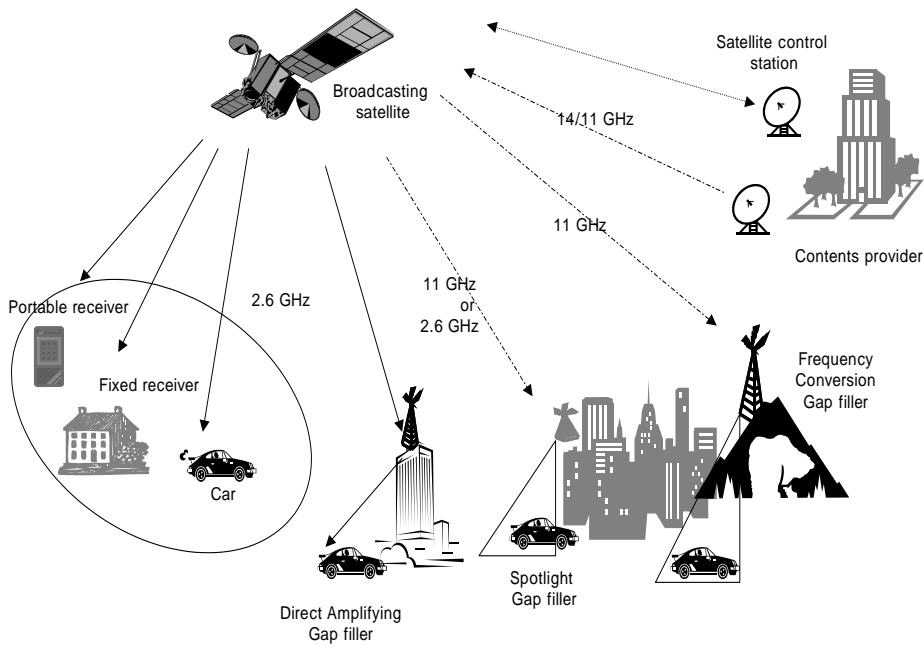 Satellite control
station
Broadcasting
satellite
14/11 GHz
11 GHz
Contents provider
Portable receiver
2.6 GHz
11 GHz
or
2.6 GHz
Fixed receiver
Frequency
Conversion
Gap filler
Car
Spotlight
Gap filler
Direct Amplifying
Gap filler